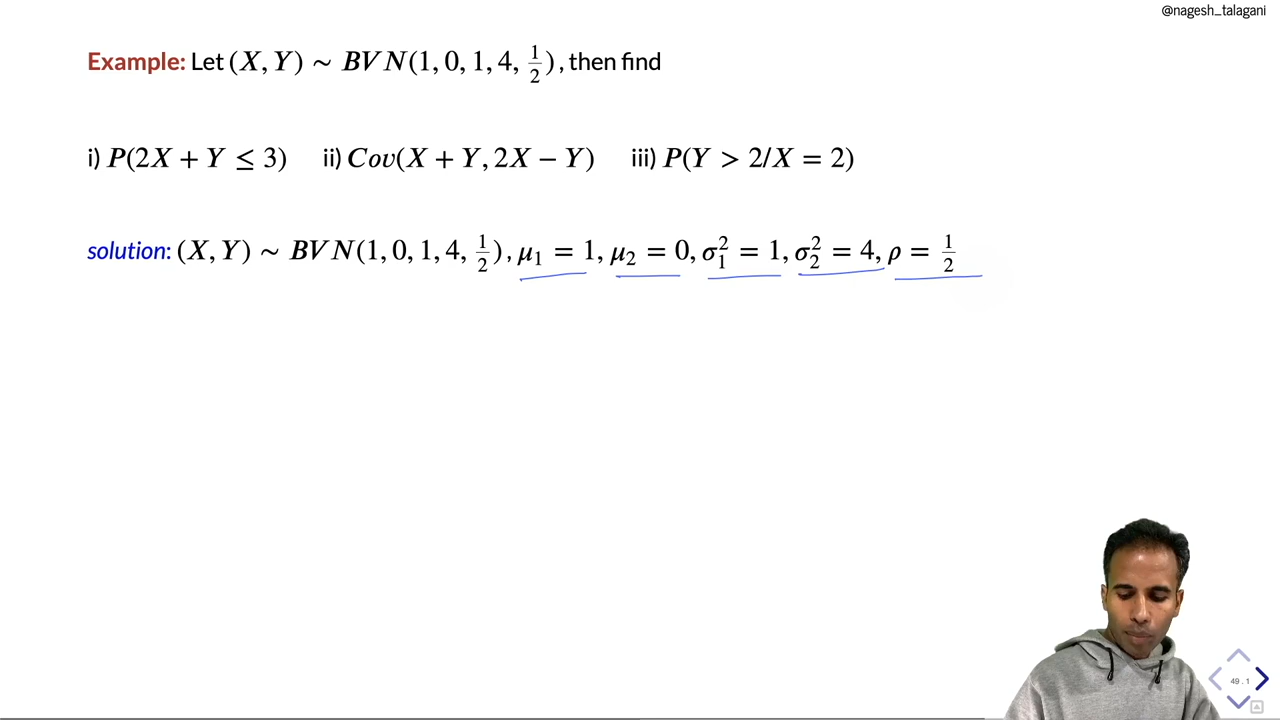 @nagesh_talagani
Example: Let (X, Y) ∼ BVN(1, 0, 1, 4, 1/2), then find
i) P(2X + Y ≤ 3) ii) Cov(X + Y, 2X − Y) iii) P(Y > 2/X = 2)
solution: (X, Y) ∼ BVN(1, 0, 1, 4, 1/2), μ₁ = 1, μ₂ = 0, σ₁² = 1, σ₂² = 4, ρ = 1/2
49 . 1